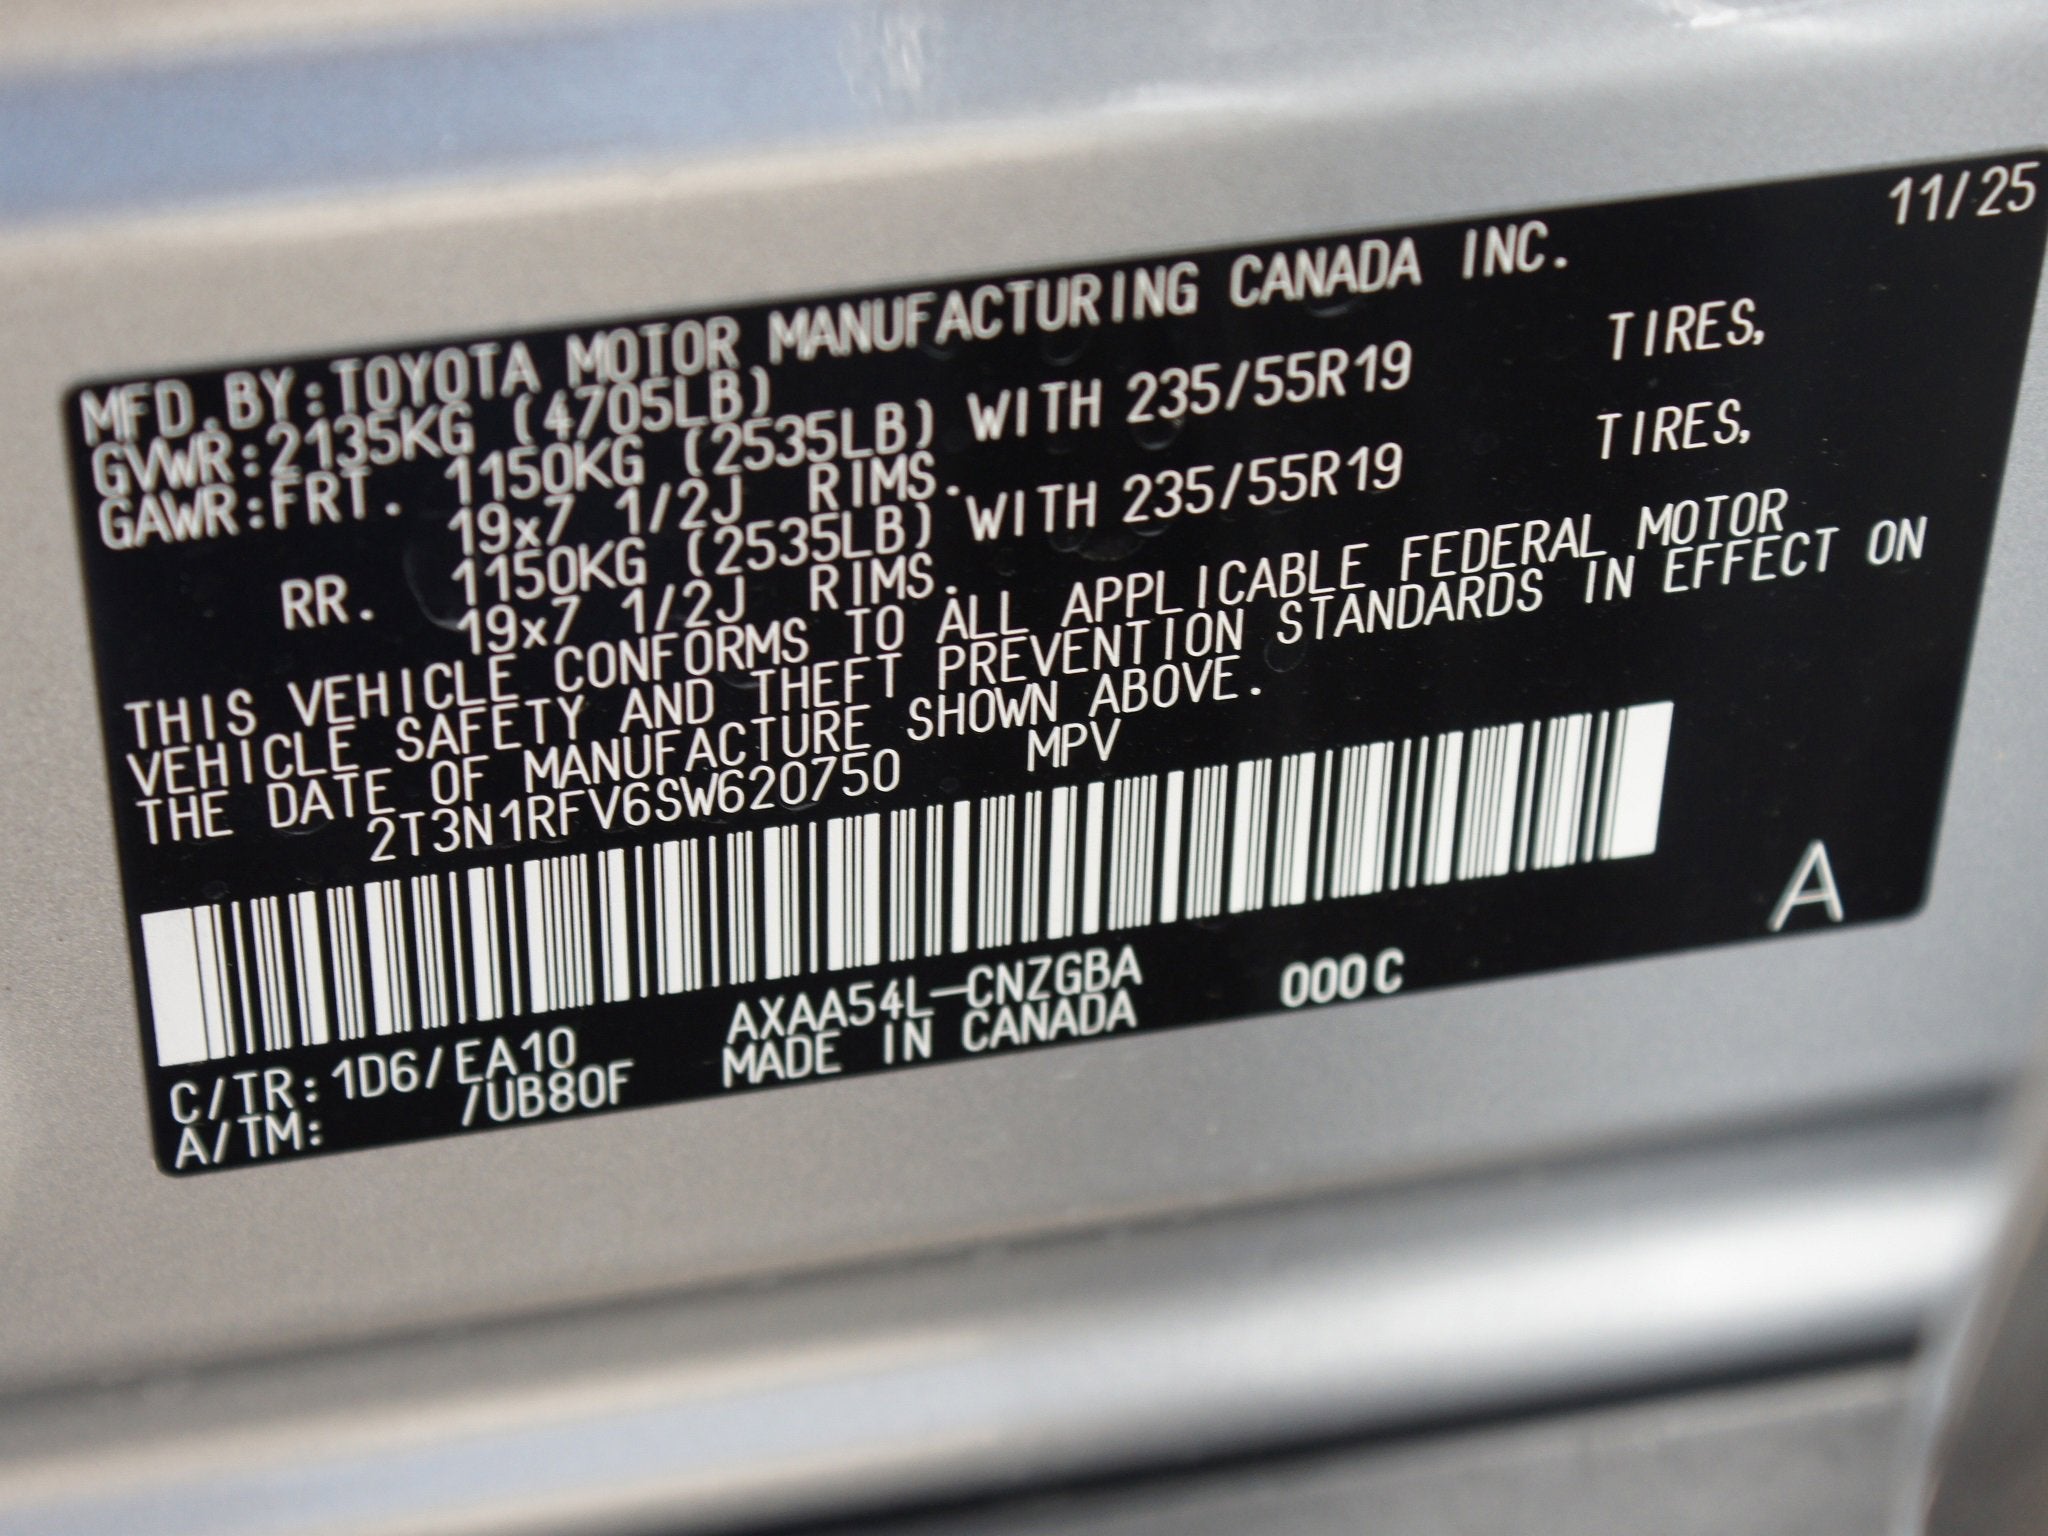 11/25
MFD.BY:TOYOTA MOTOR MANUFACTURING CANADA INC.
GVWR:2135KG (4705LB)
GAWR:FRT. 1150KG (2535LB) WITH 235/55R19 TIRES,
19x7 1/2J RIMS.
RR. 1150KG (2535LB) WITH 235/55R19 TIRES,
19x7 1/2J RIMS.
THIS VEHICLE CONFORMS TO ALL APPLICABLE FEDERAL MOTOR
VEHICLE SAFETY AND THEFT PREVENTION STANDARDS IN EFFECT ON
THE DATE OF MANUFACTURE SHOWN ABOVE.
2T3N1RFV6SW620750 MPV
A
C/TR:1D6/EA10 AXAA54L-CNZGBA 000C
A/TM: /UB80F MADE IN CANADA